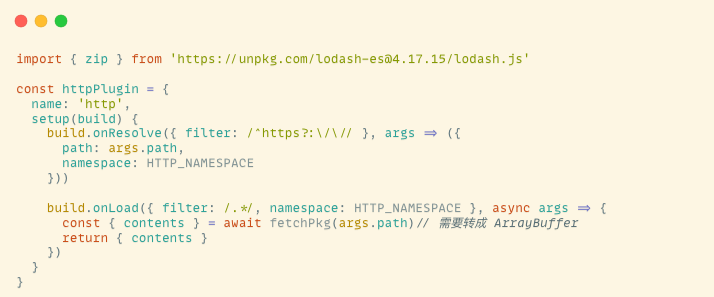 import { zip } from 'https://unpkg.com/lodash-es@4.17.15/lodash.js'
const httpPlugin = {
name: 'http',
setup(build) {
build.onResolve({ filter: /^https?:\/\// }, args => ({
path: args.path,
namespace: HTTP_NAMESPACE
}))
build.onLoad({ filter: /.*/, namespace: HTTP_NAMESPACE }, async args => {
const { contents } = await fetchPkg(args.path)// 需要转成 ArrayBuffer
return { contents }
})
}
}